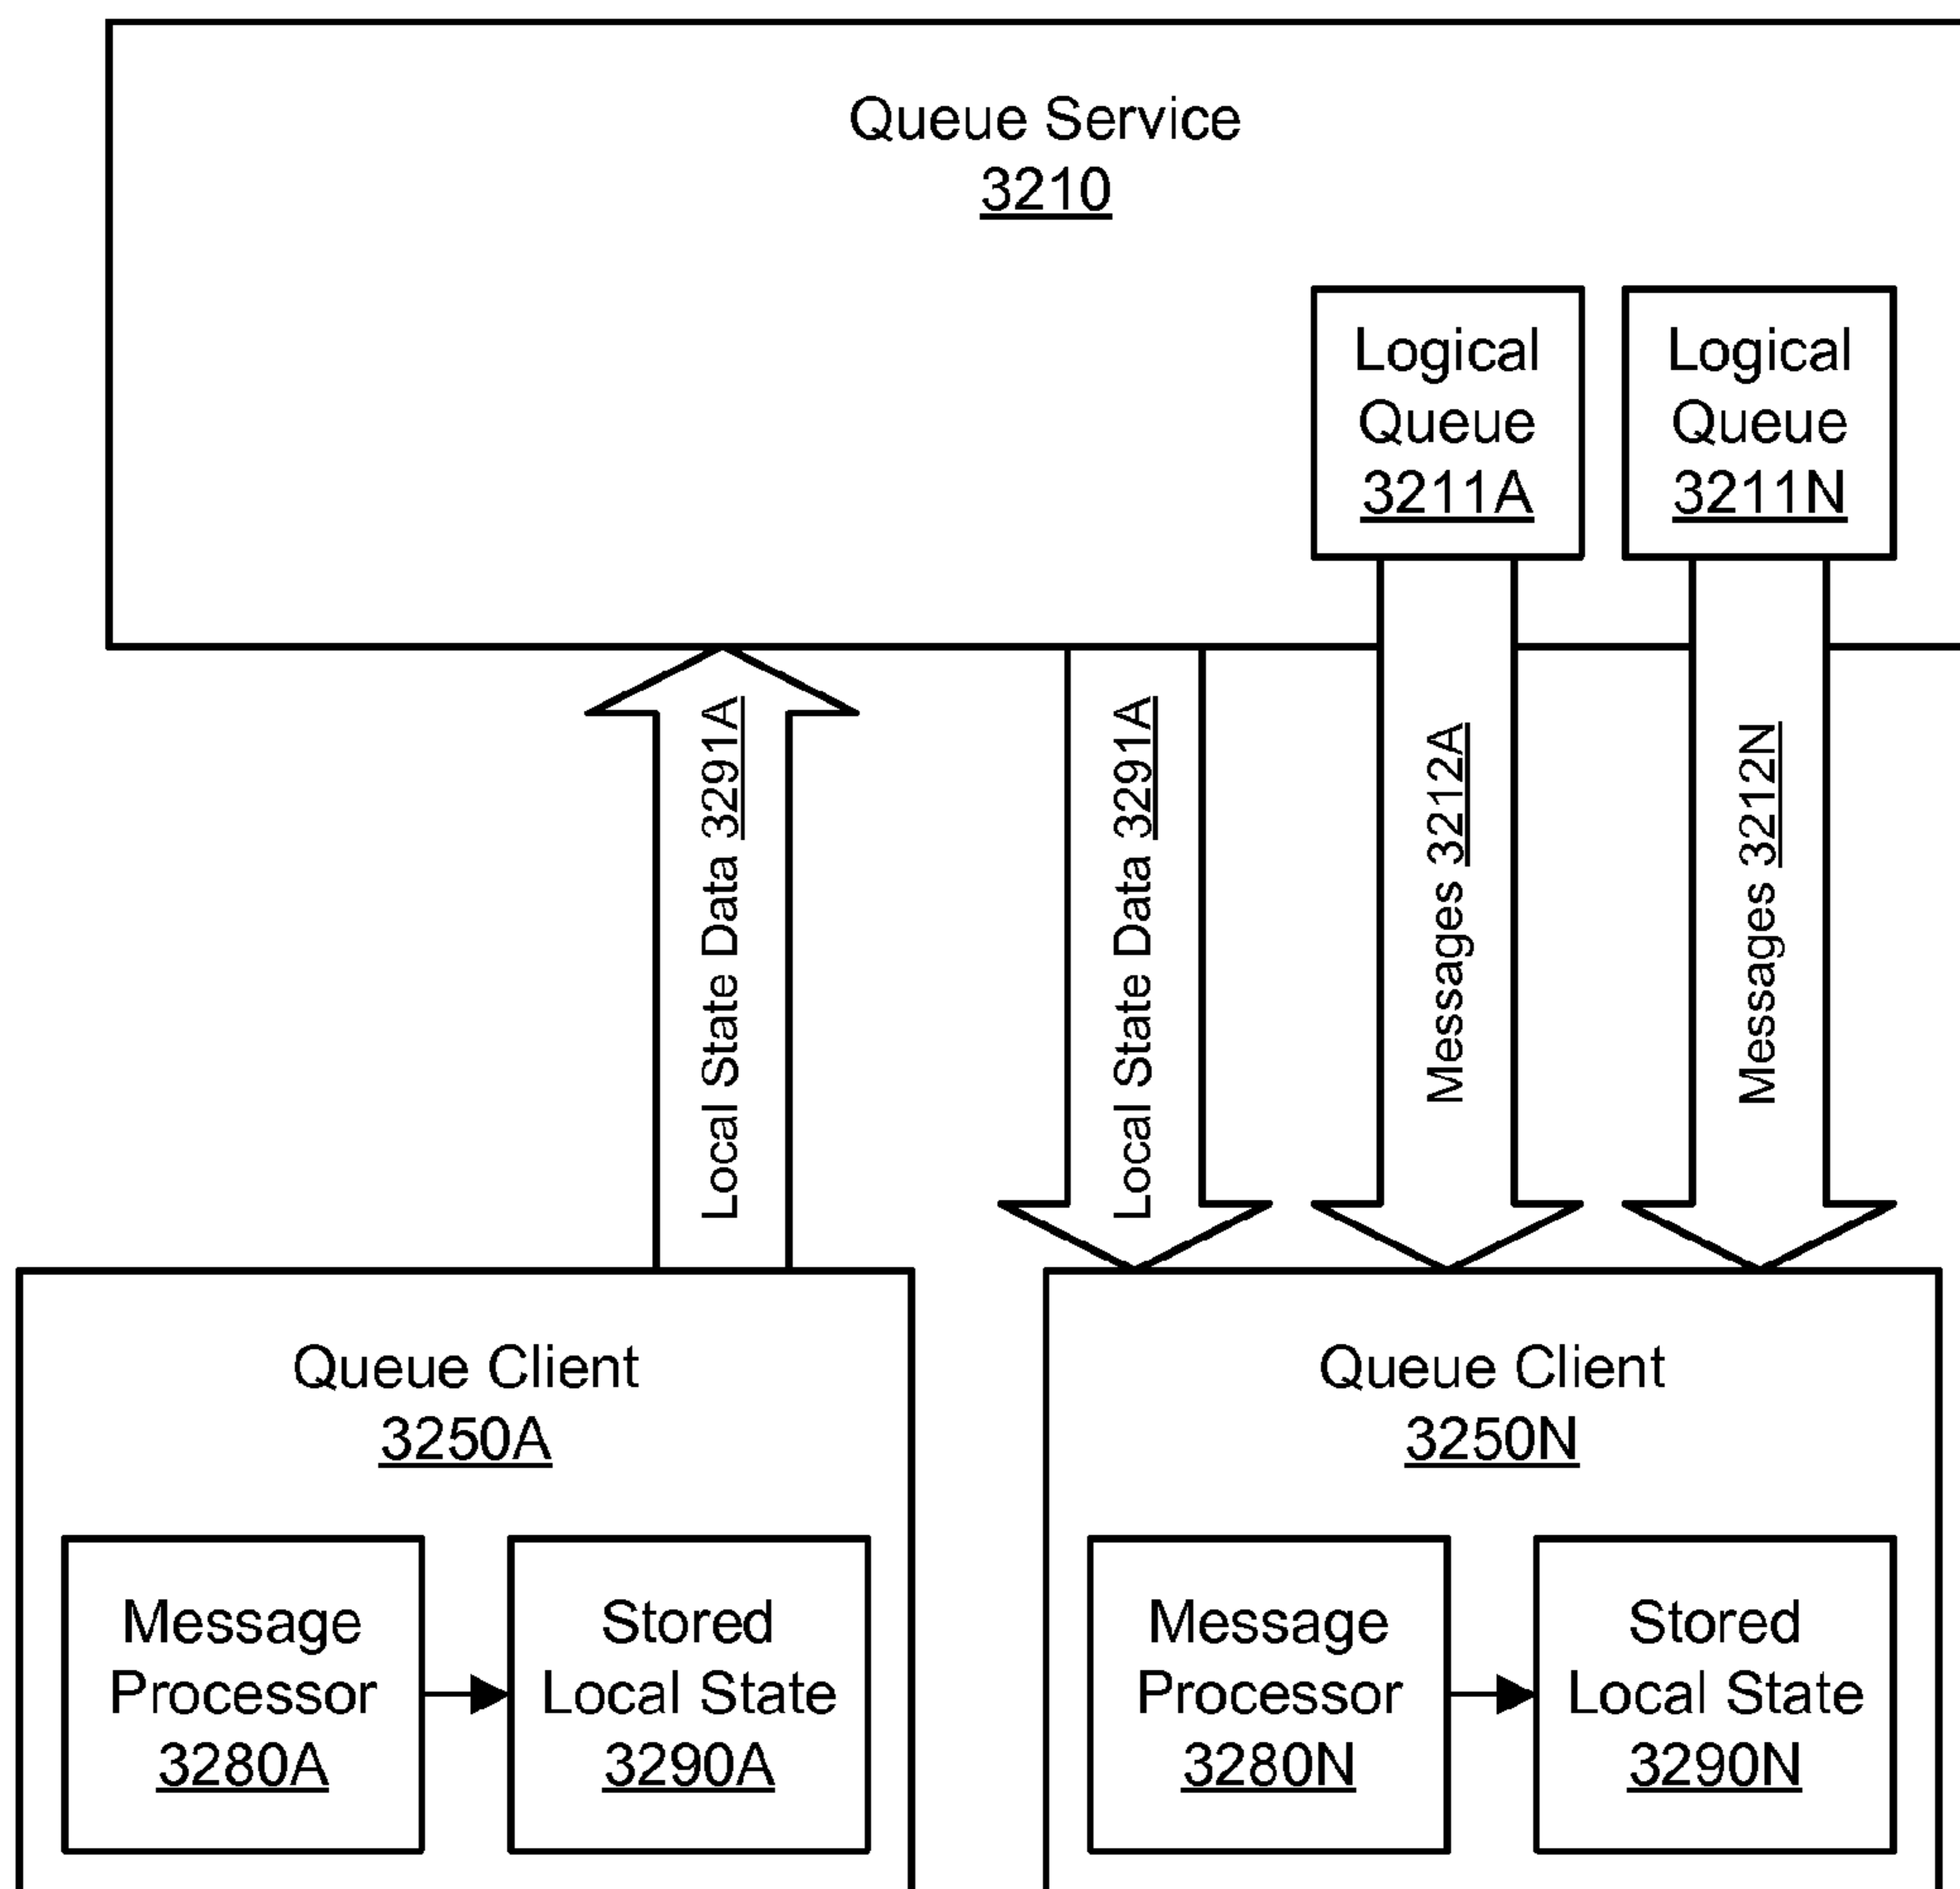 Queue Service
3210
Logical
Queue
3211A
Logical
Queue
3211N
Local State Data 3291A
Local State Data 3291A
Messages 3212A
Messages 3212N
Queue Client
3250A
Message
Processor
3280A
Stored
Local State
3290A
Queue Client
3250N
Message
Processor
3280N
Stored
Local State
3290N